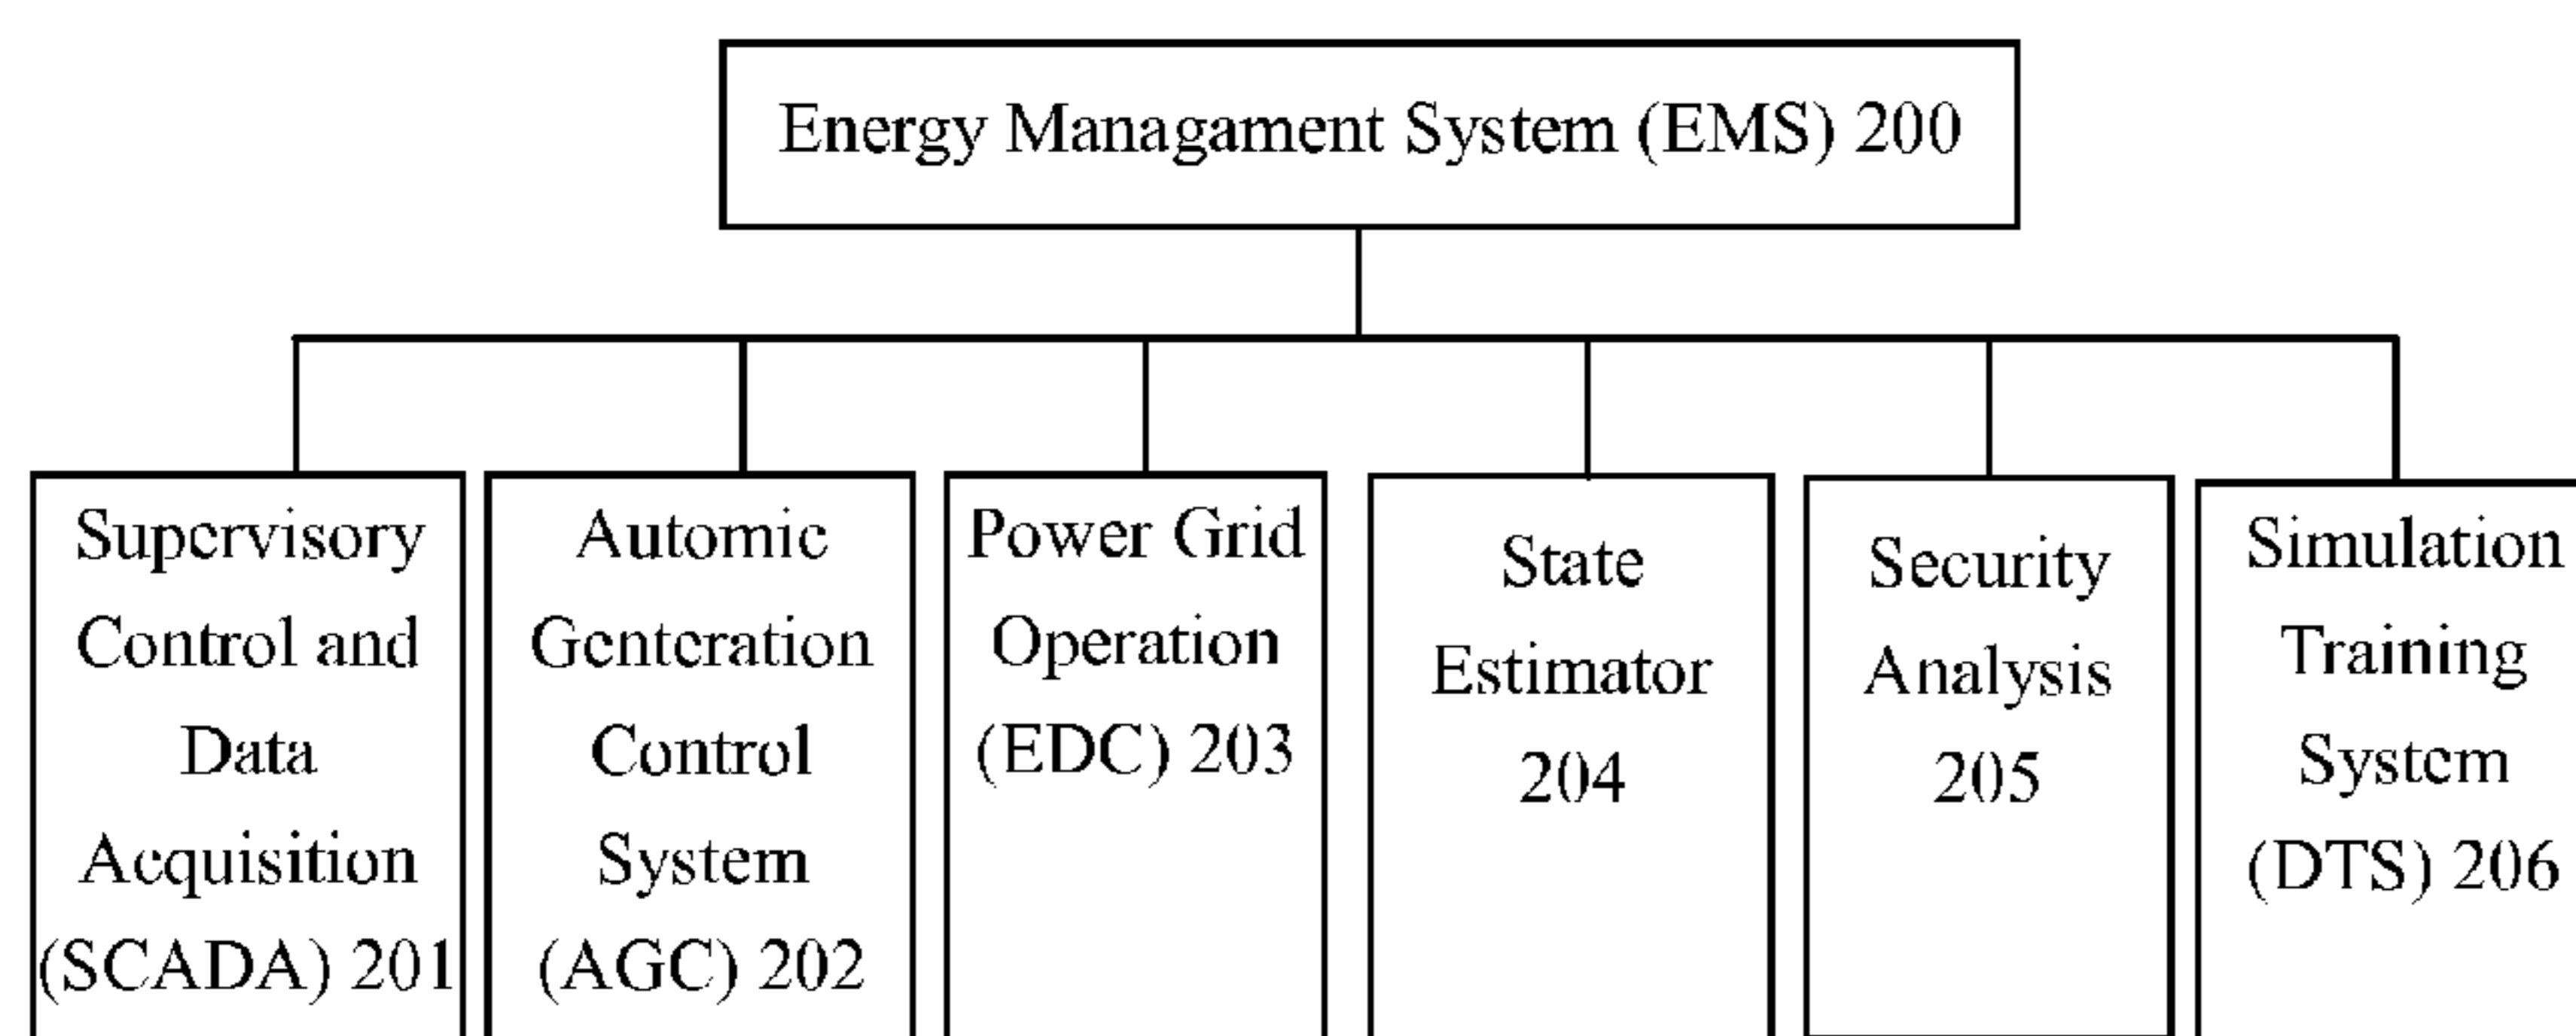 Energy Managament System (EMS) 200
Supervisory
Control and
Data
Acquisition
(SCADA) 201
Automic
Genteration
Control
System
(AGC) 202
Power Grid
Operation
(EDC) 203
State
Estimator
204
Security
Analysis
205
Simulation
Training
System
(DTS) 206